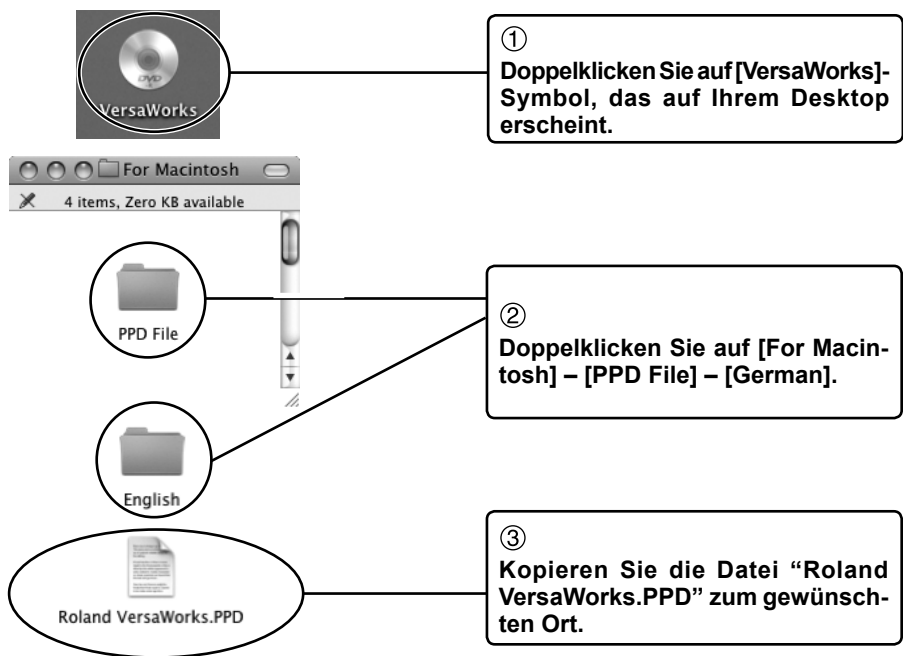 DVD
VersaWorks
①
Doppelklicken Sie auf [VersaWorks]-
Symbol, das auf Ihrem Desktop
erscheint.
For Macintosh
4 items, Zero KB available
PPD File
②
Doppelklicken Sie auf [For Macin-
tosh] – [PPD File] – [German].
English
Roland VersaWorks.PPD
③
Kopieren Sie die Datei “Roland
VersaWorks.PPD” zum gewünsch-
ten Ort.